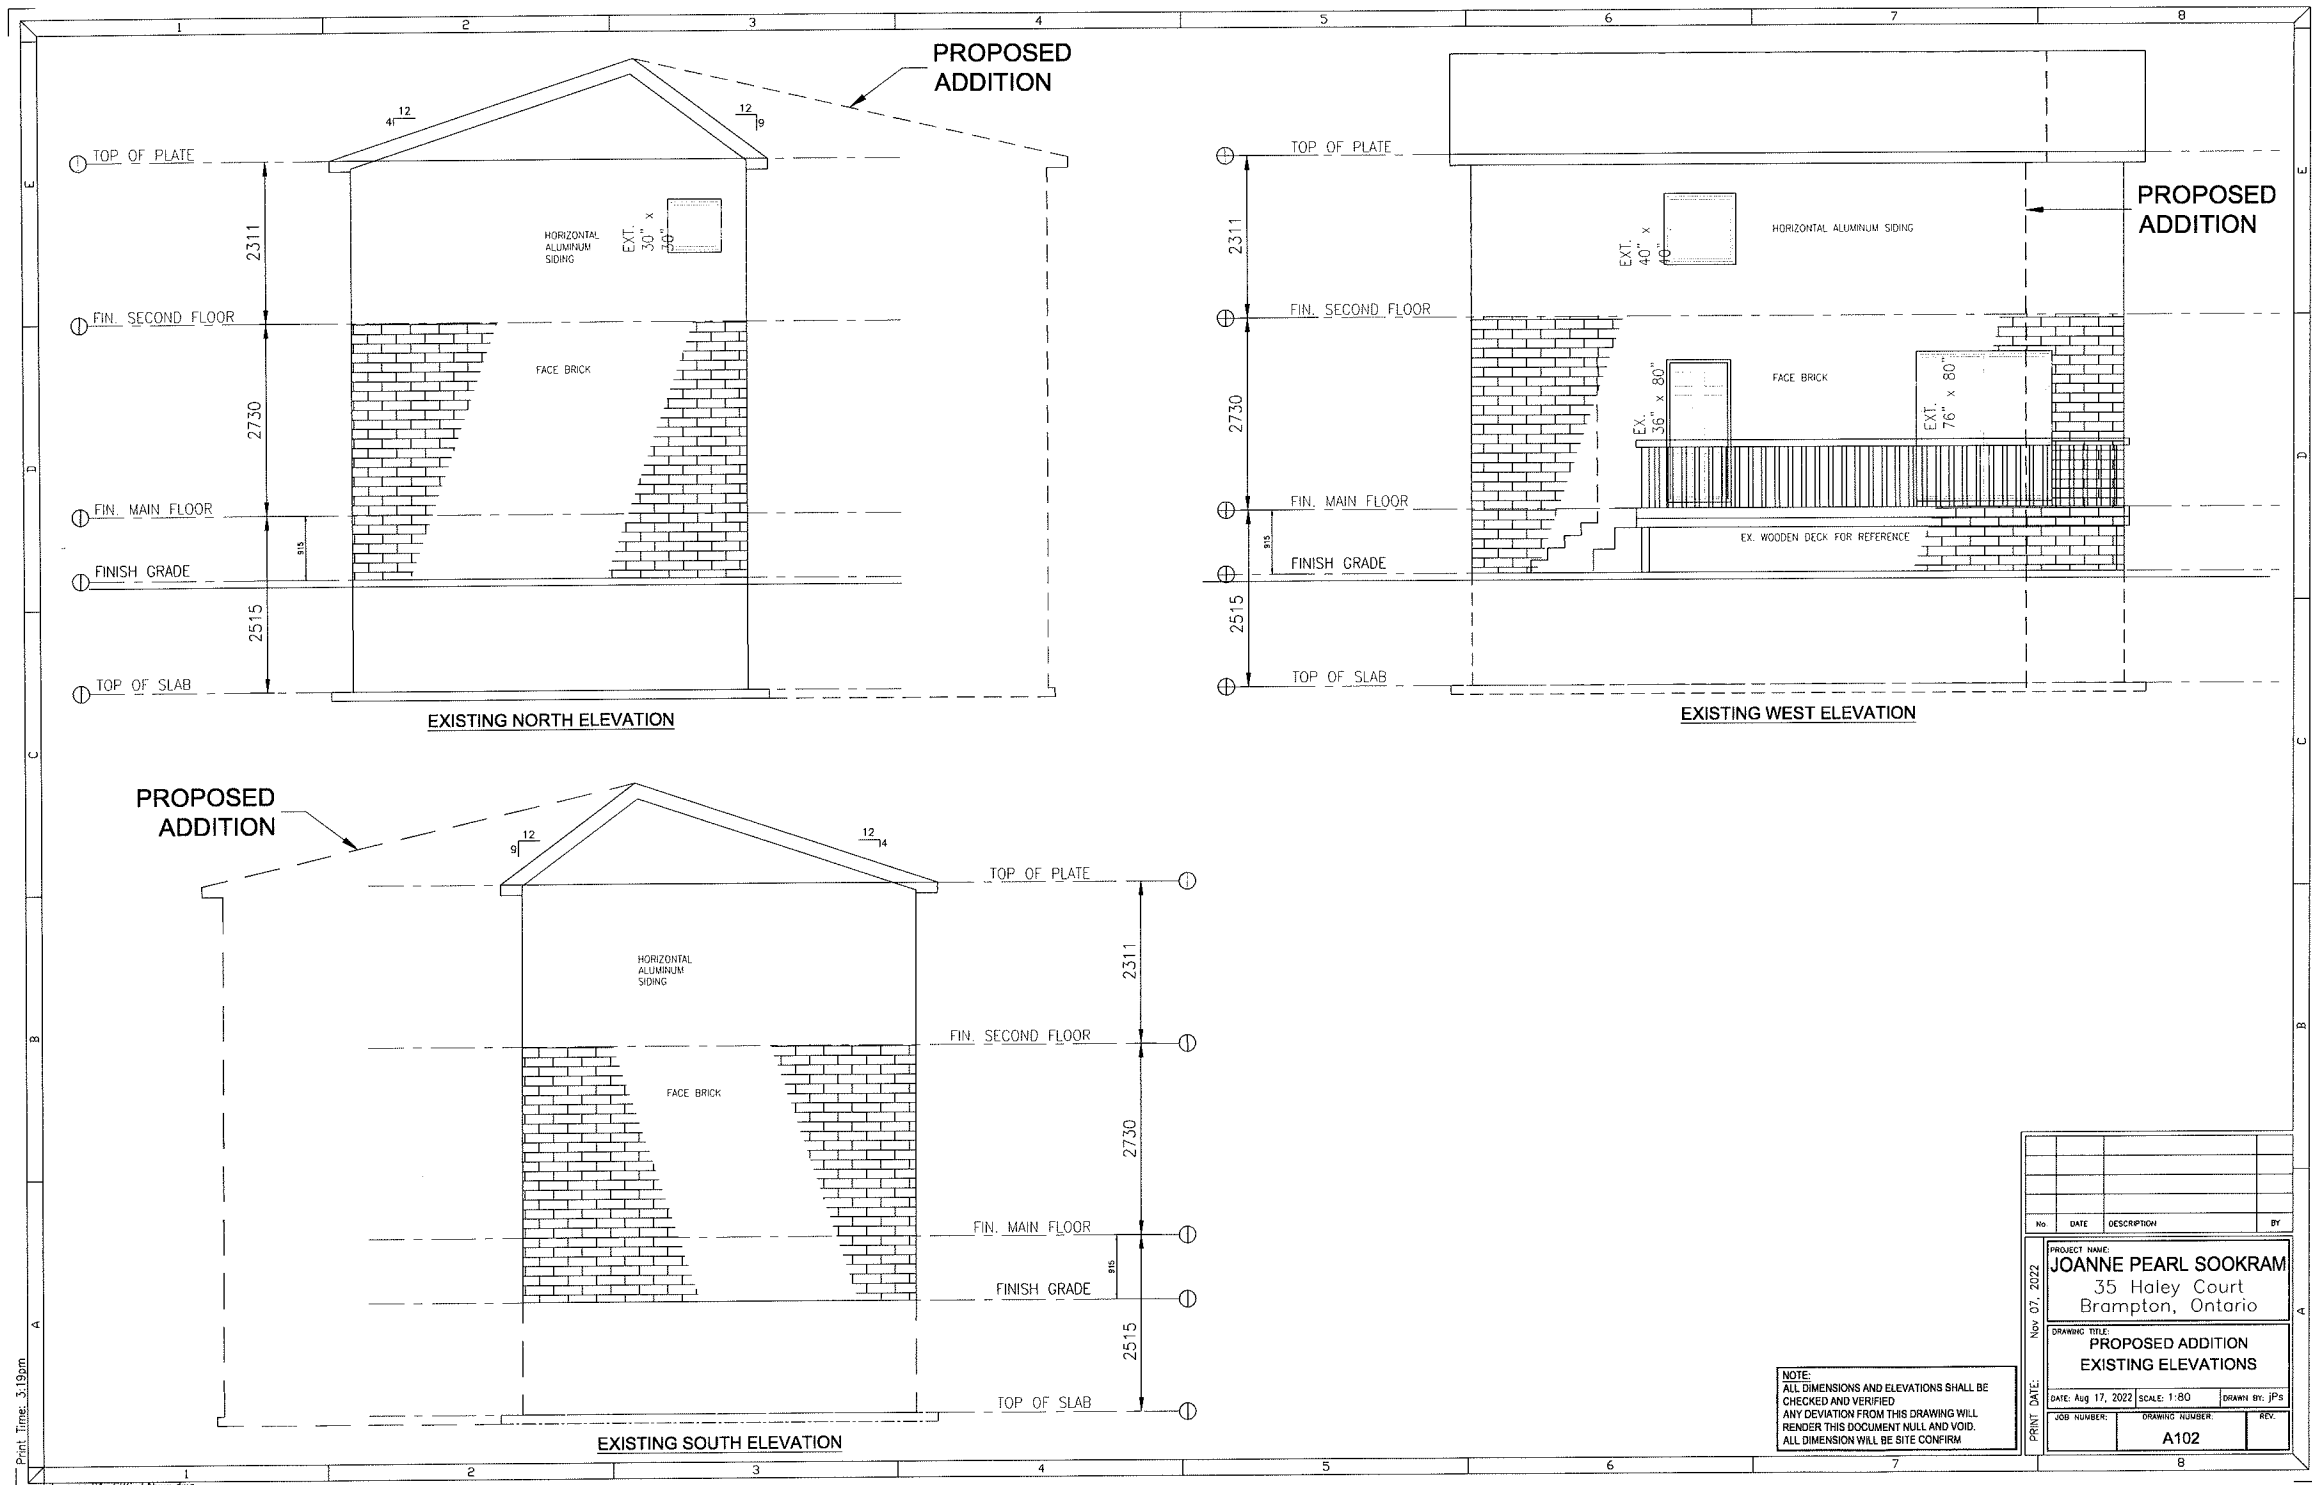 1 2 3 4 5 6 7 8
E
D
C
B
A
PROPOSED
ADDITION
12
4
12
9
TOP OF PLATE
2311
HORIZONTAL
ALUMINUM
SIDING
EXT.
30" x
30"
FIN. SECOND FLOOR
FACE BRICK
2730
FIN. MAIN FLOOR
915
FINISH GRADE
2515
TOP OF SLAB
EXISTING NORTH ELEVATION
TOP OF PLATE
PROPOSED
ADDITION
2311
HORIZONTAL ALUMINUM SIDING
EXT.
40" x
40"
FIN. SECOND FLOOR
FACE BRICK
EX.
36" x 80"
EXT.
76" x 80"
2730
FIN. MAIN FLOOR
915
EX. WOODEN DECK FOR REFERENCE
FINISH GRADE
2515
TOP OF SLAB
EXISTING WEST ELEVATION
PROPOSED
ADDITION
12
9
12
4
TOP OF PLATE
HORIZONTAL
ALUMINUM
SIDING
2311
FIN. SECOND FLOOR
FACE BRICK
2730
FIN. MAIN FLOOR
915
FINISH GRADE
2515
TOP OF SLAB
EXISTING SOUTH ELEVATION
NOTE:
ALL DIMENSIONS AND ELEVATIONS SHALL BE
CHECKED AND VERIFIED
ANY DEVIATION FROM THIS DRAWING WILL
RENDER THIS DOCUMENT NULL AND VOID.
ALL DIMENSION WILL BE SITE CONFIRM
No. DATE DESCRIPTION BY
PROJECT NAME:
JOANNE PEARL SOOKRAM
35 Haley Court
Brampton, Ontario
DRAWING TITLE:
PROPOSED ADDITION
EXISTING ELEVATIONS
DATE: Aug 17, 2022 SCALE: 1:80 DRAWN BY: jPs
JOB NUMBER: DRAWING NUMBER: REV.
A102
PRINT DATE: Nov 07, 2022
Print Time: 3:19pm
E
D
C
B
A
1 2 3 4 5 6 7 8